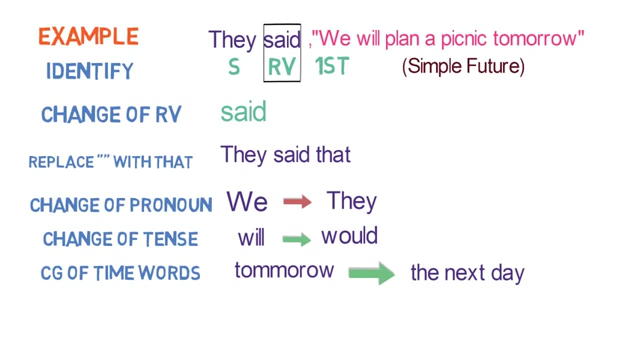 EXAMPLE They said ,"We will plan a picnic tomorrow"
IDENTIFY S RV 1ST (Simple Future)
CHANGE OF RV said
REPLACE "" WITH THAT They said that
CHANGE OF PRONOUN We They
CHANGE OF TENSE will would
CG OF TIME WORDS tommorow the next day